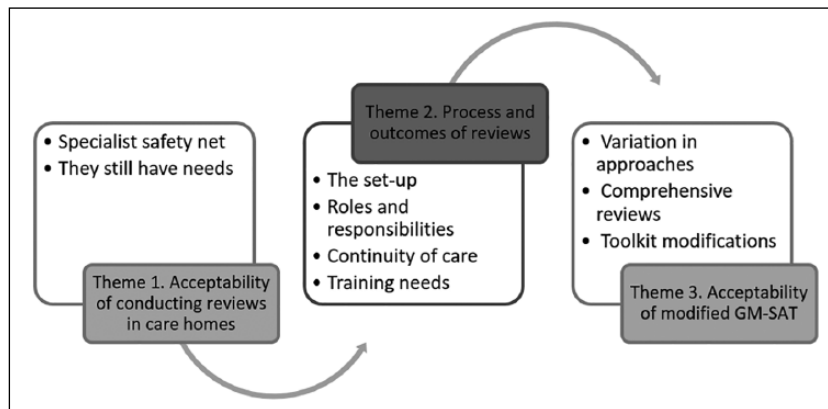 • Specialist safety net
• They still have needs
Theme 1. Acceptability
of conducting reviews
in care homes
Theme 2. Process and
outcomes of reviews
• The set-up
• Roles and
responsibilities
• Continuity of care
• Training needs
• Variation in
approaches
• Comprehensive
reviews
• Toolkit modifications
Theme 3. Acceptability
of modified GM-SAT